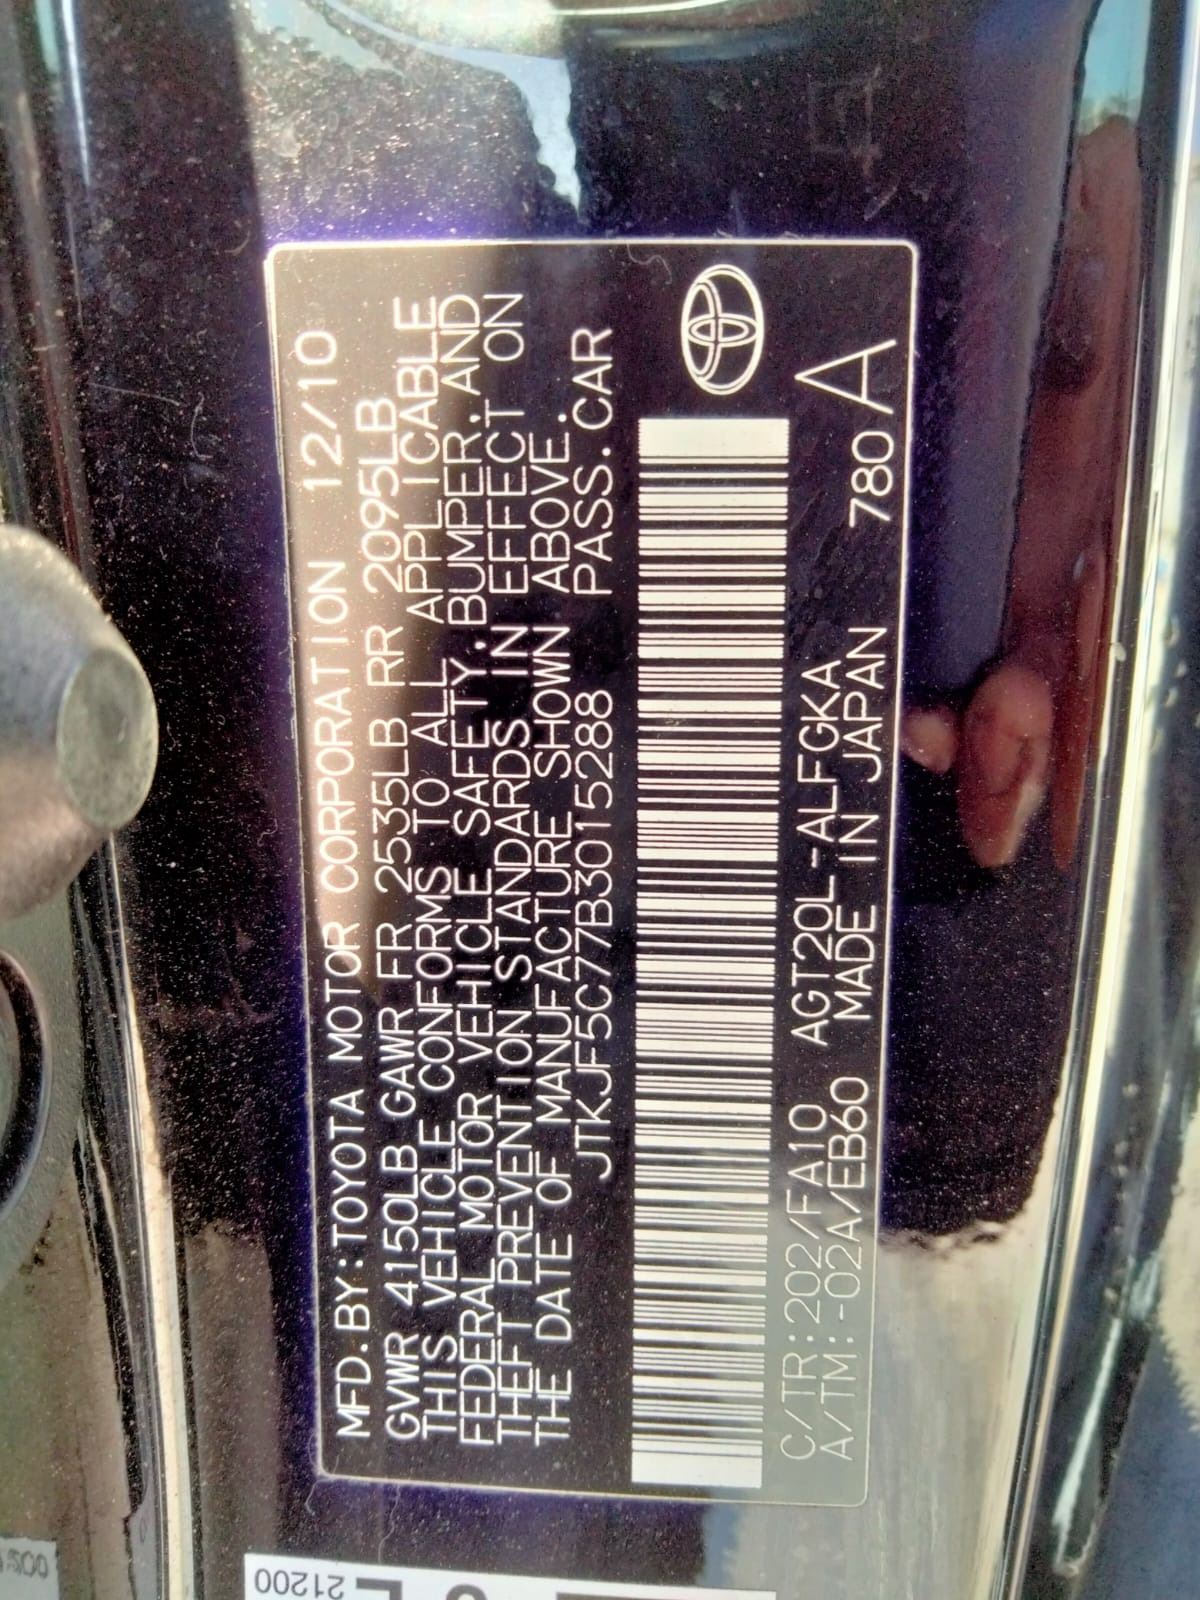 MFD.BY:TOYOTA MOTOR CORPORATION 12/10
GVWR 4150LB GAWR FR 2535LB RR 2095LB
THIS VEHICLE CONFORMS TO ALL APPLICABLE
FEDERAL MOTOR VEHICLE SAFETY, BUMPER, AND
THEFT PREVENTION STANDARDS IN EFFECT ON
THE DATE OF MANUFACTURE SHOWN ABOVE.
JTKJF5C77B3015288 PASS.CAR
C/TR:202/FA10 AGT20L-ALFGKA
A/TM:-02A/EB60 MADE IN JAPAN 780 A
21200